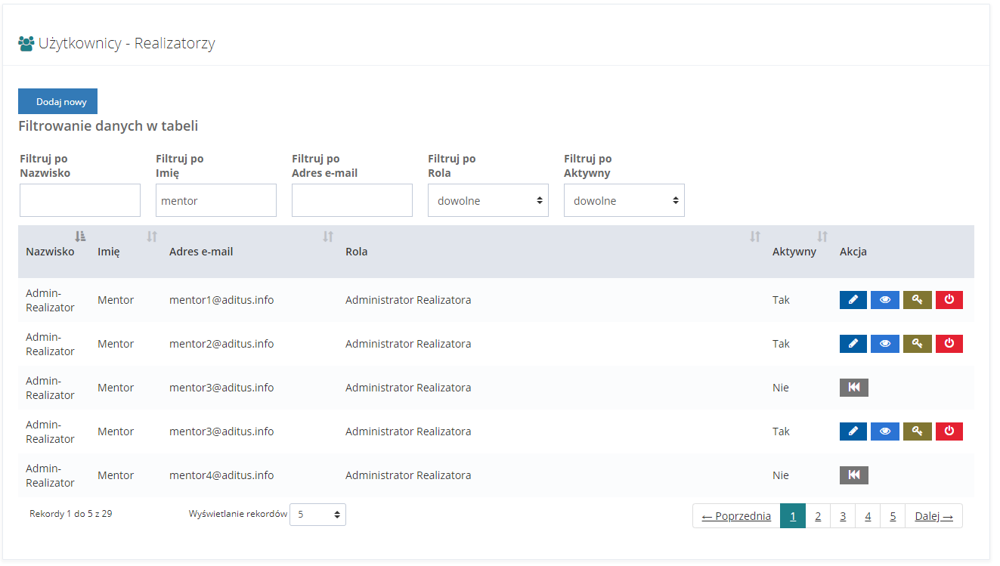 Użytkownicy - Realizatorzy
Dodaj nowy
Filtrowanie danych w tabeli
Filtruj po
Nazwisko
Filtruj po
Imię
Filtruj po
Adres e-mail
Filtruj po
Rola
Filtruj po
Aktywny
mentor
dowolne
dowolne
Nazwisko Imię Adres e-mail Rola Aktywny Akcja
Admin-
Realizator Mentor mentor1@aditus.info Administrator Realizatora Tak
Admin-
Realizator Mentor mentor2@aditus.info Administrator Realizatora Tak
Admin-
Realizator Mentor mentor3@aditus.info Administrator Realizatora Nie
Admin-
Realizator Mentor mentor3@aditus.info Administrator Realizatora Tak
Admin-
Realizator Mentor mentor4@aditus.info Administrator Realizatora Nie
Rekordy 1 do 5 z 29 Wyświetlanie rekordów 5 ← Poprzednia 1 2 3 4 5 Dalej →